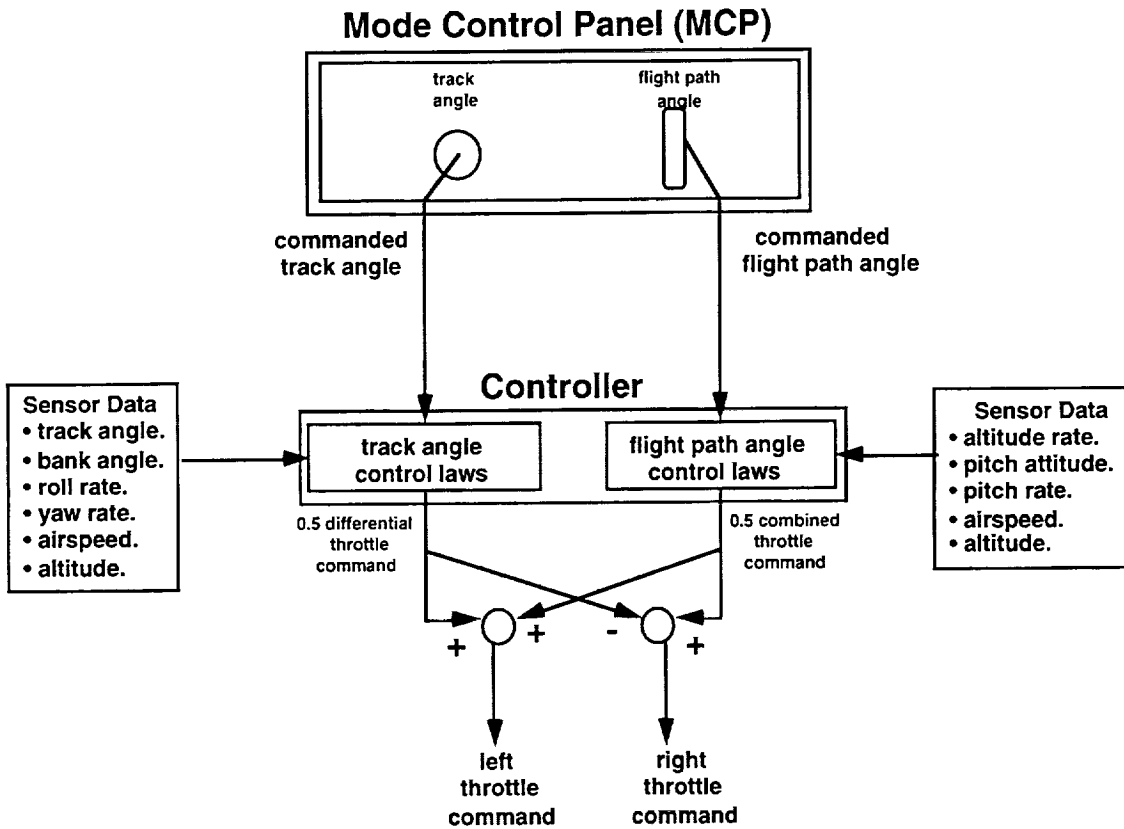 Mode Control Panel (MCP)
track
angle
flight path
angle
commanded
track angle
commanded
flight path angle
Controller
Sensor Data
• track angle.
• bank angle.
• roll rate.
• yaw rate.
• airspeed.
• altitude.
track angle
control laws
flight path angle
control laws
Sensor Data
• altitude rate.
• pitch attitude.
• pitch rate.
• airspeed.
• altitude.
0.5 differential
throttle
command
0.5 combined
throttle
command
+
+
-
+
left
throttle
command
right
throttle
command